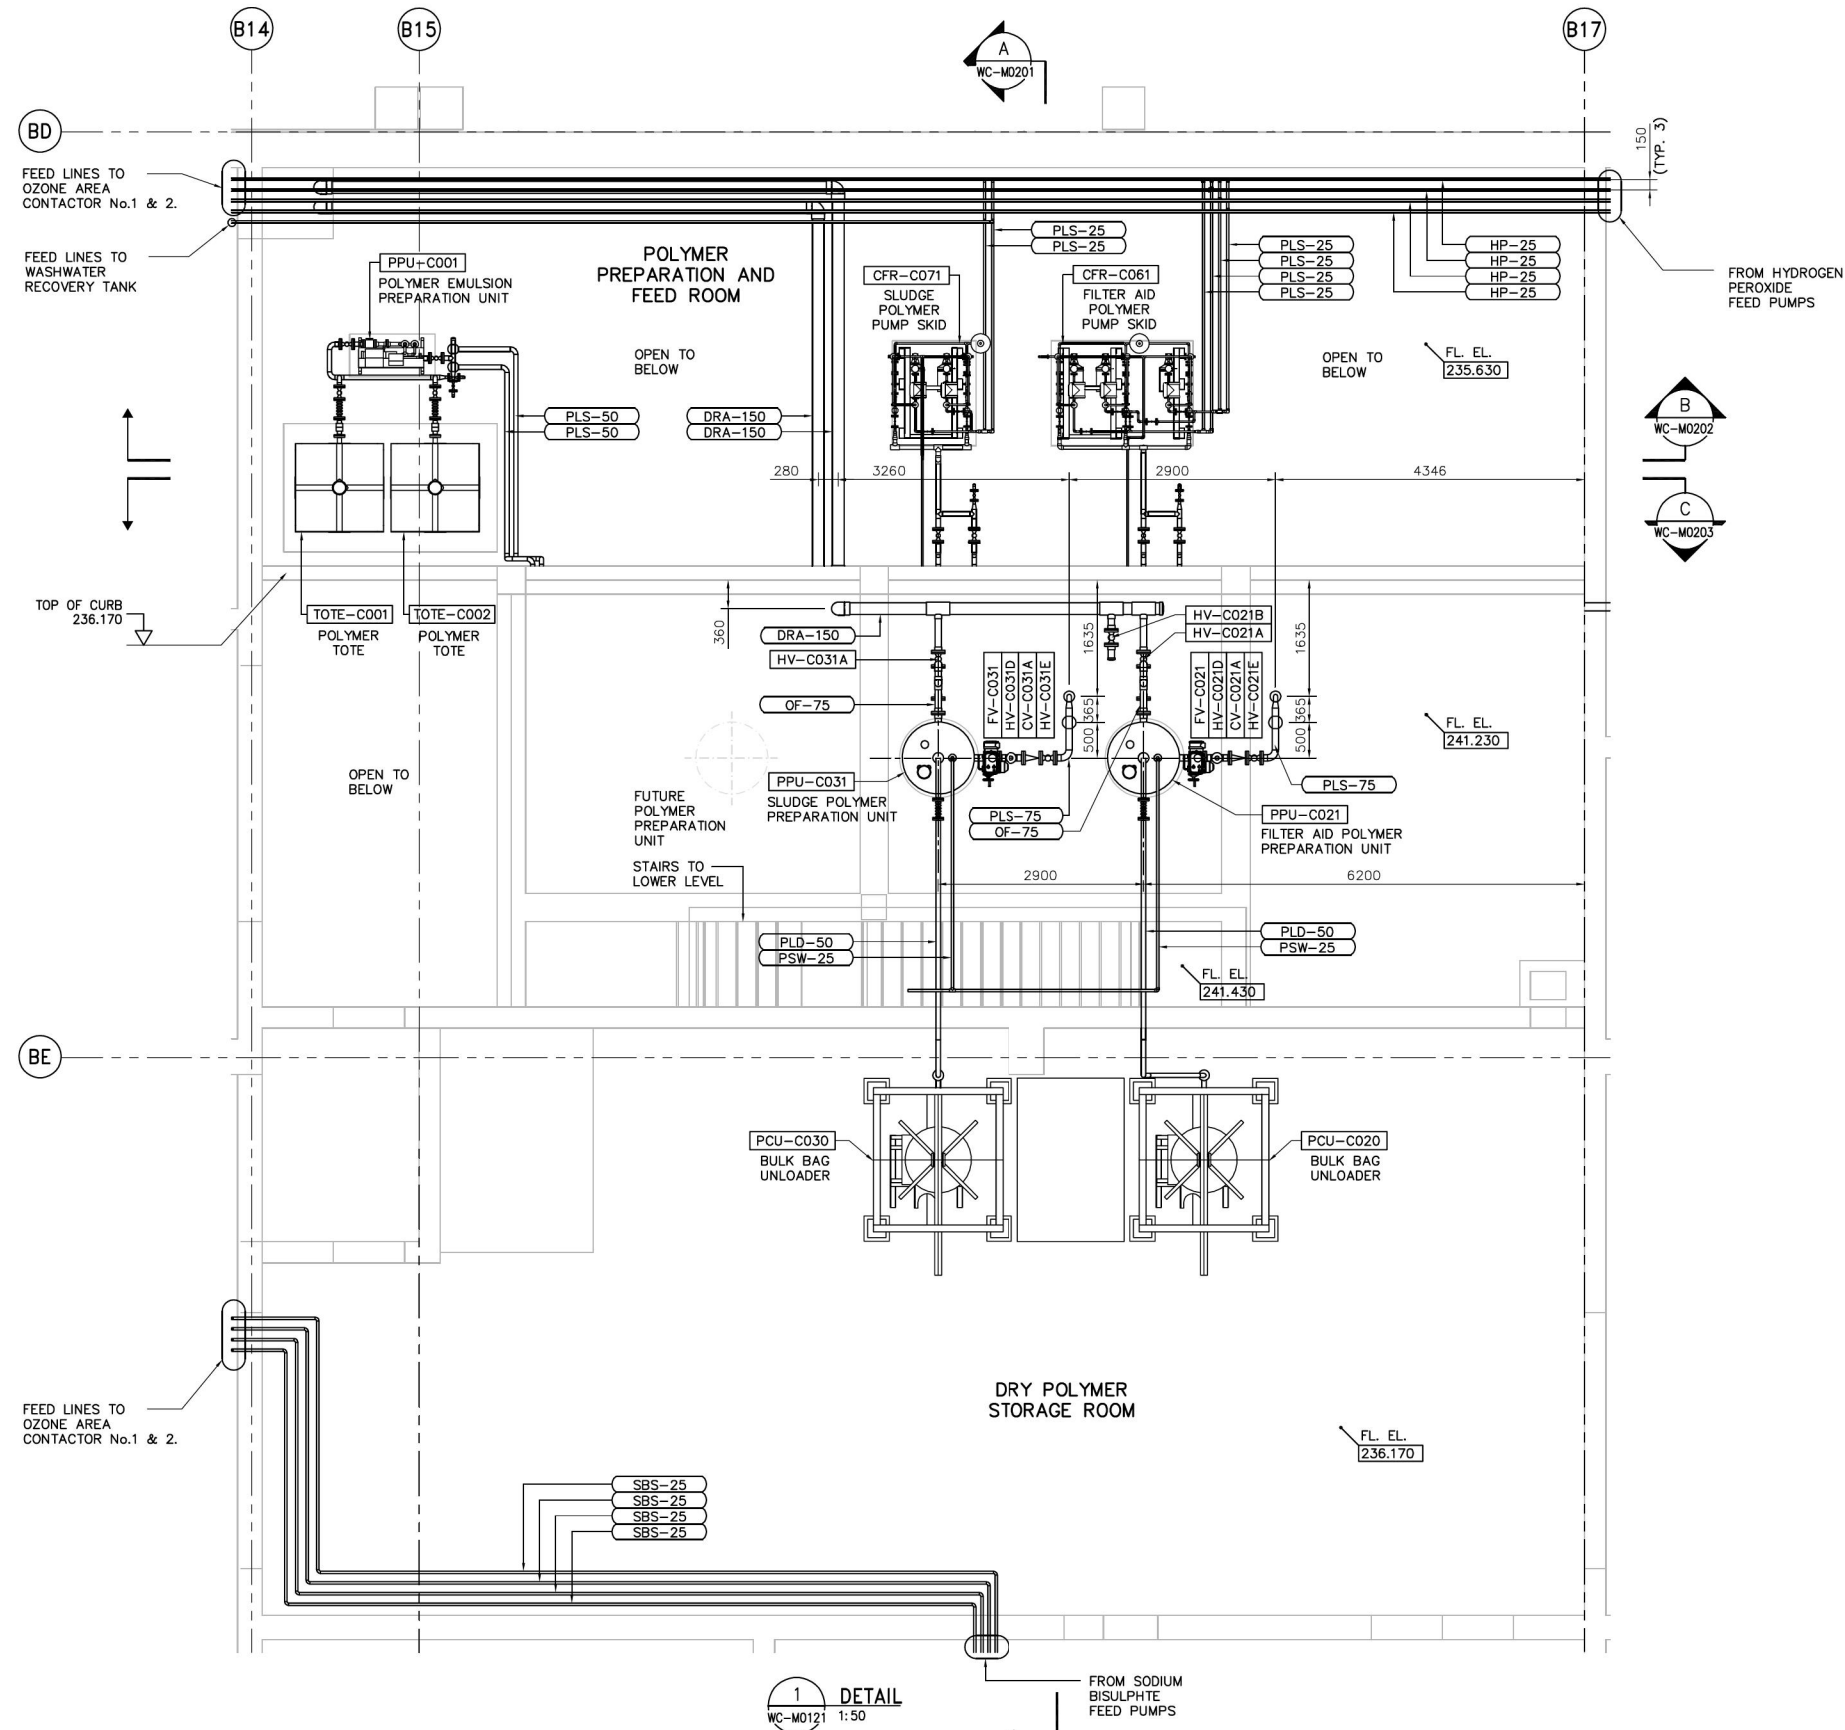 B14
B15
B17
A
WC-M0201
BD
150
(TYP. 3)
FEED LINES TO
OZONE AREA
CONTACTOR No.1 & 2.
FEED LINES TO
WASHWATER
RECOVERY TANK
PPU-C001
POLYMER EMULSION
PREPARATION UNIT
POLYMER
PREPARATION AND
FEED ROOM
PLS-25
PLS-25
CFR-C071
SLUDGE
POLYMER
PUMP SKID
CFR-C061
FILTER AID
POLYMER
PUMP SKID
PLS-25
PLS-25
PLS-25
PLS-25
HP-25
HP-25
HP-25
HP-25
FROM HYDROGEN
PEROXIDE
FEED PUMPS
OPEN TO
BELOW
OPEN TO
BELOW
FL. EL.
235.630
PLS-50
PLS-50
DRA-150
DRA-150
B
WC-M0202
C
WC-M0203
280
3260
2900
4346
TOP OF CURB
236.170
TOTE-C001
POLYMER
TOTE
TOTE-C002
POLYMER
TOTE
360
DRA-150
HV-C031A
OF-75
HV-C021B
HV-C021A
1635
365
500
1635
365
500
FV-C031
HV-C031D
CV-C031A
HV-C031E
FV-C021
HV-C021D
CV-C021A
HV-C021E
FL. EL.
241.230
OPEN TO
BELOW
FUTURE
POLYMER
PREPARATION
UNIT
PPU-C031
SLUDGE POLYMER
PREPARATION UNIT
PLS-75
OF-75
PLS-75
PPU-C021
FILTER AID POLYMER
PREPARATION UNIT
STAIRS TO
LOWER LEVEL
2900
6200
PLD-50
PSW-25
PLD-50
PSW-25
FL. EL.
241.430
BE
PCU-C030
BULK BAG
UNLOADER
PCU-C020
BULK BAG
UNLOADER
FEED LINES TO
OZONE AREA
CONTACTOR No.1 & 2.
DRY POLYMER
STORAGE ROOM
FL. EL.
236.170
SBS-25
SBS-25
SBS-25
SBS-25
FROM SODIUM
BISULPHTE
FEED PUMPS
1
WC-M0121
DETAIL
1:50